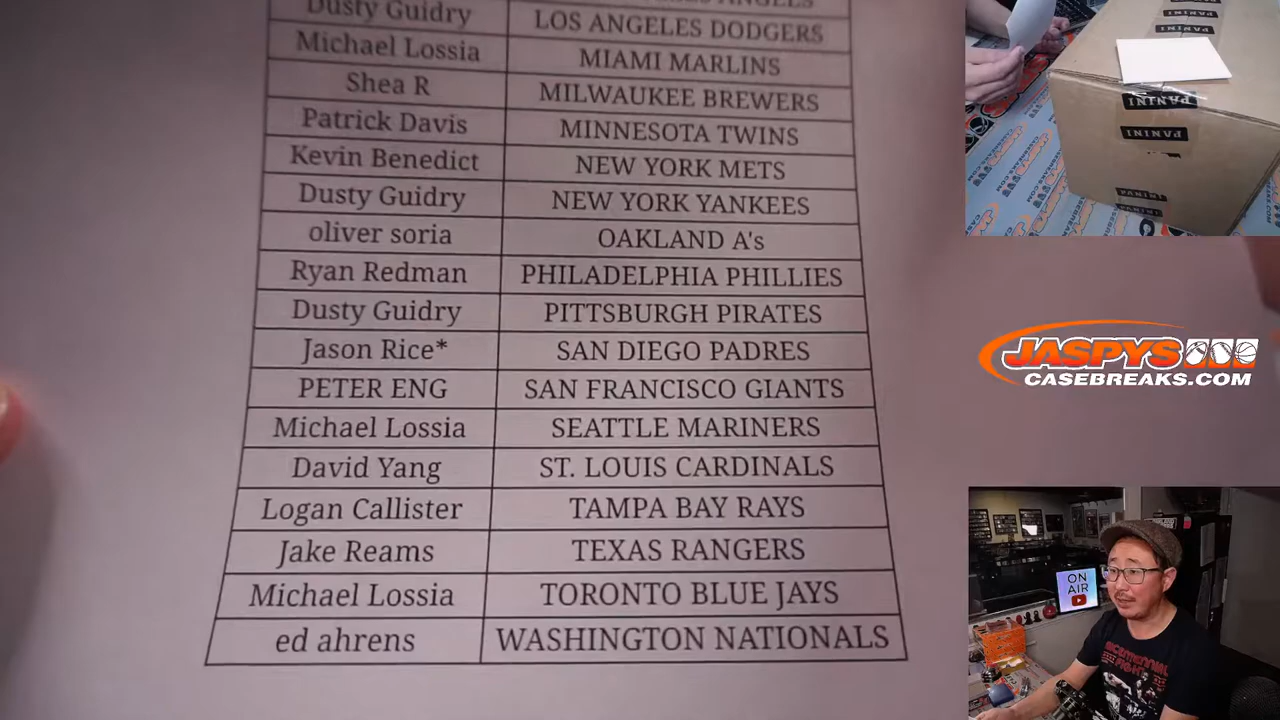 Dusty Guidry LOS ANGELES DODGERS
Michael Lossia MIAMI MARLINS
Shea R MILWAUKEE BREWERS
Patrick Davis MINNESOTA TWINS
Kevin Benedict NEW YORK METS
Dusty Guidry NEW YORK YANKEES
oliver soria OAKLAND A's
Ryan Redman PHILADELPHIA PHILLIES
Dusty Guidry PITTSBURGH PIRATES
Jason Rice* SAN DIEGO PADRES
PETER ENG SAN FRANCISCO GIANTS
Michael Lossia SEATTLE MARINERS
David Yang ST. LOUIS CARDINALS
Logan Callister TAMPA BAY RAYS
Jake Reams TEXAS RANGERS
Michael Lossia TORONTO BLUE JAYS
ed ahrens WASHINGTON NATIONALS
PANINI
PANINI
PANINI
PANINI
JASPYS
CASEBREAKS.COM
ON
AIR